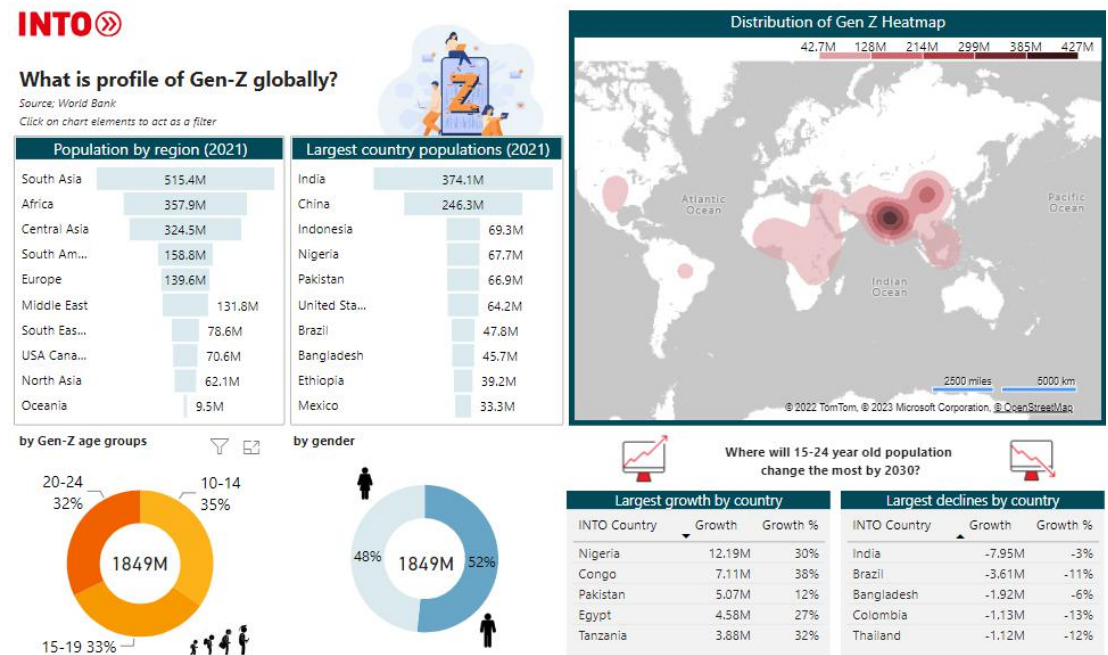 INTO
What is profile of Gen-Z globally?
Source; World Bank
Click on chart elements to act as a filter
Z
Population by region (2021)
South Asia 515.4M
Africa 357.9M
Central Asia 324.5M
South Am... 158.8M
Europe 139.6M
Middle East 131.8M
South Eas... 78.6M
USA Cana... 70.6M
North Asia 62.1M
Oceania 9.5M
Largest country populations (2021)
India 374.1M
China 246.3M
Indonesia 69.3M
Nigeria 67.7M
Pakistan 66.9M
United Sta... 64.2M
Brazil 47.8M
Bangladesh 45.7M
Ethiopia 39.2M
Mexico 33.3M
Distribution of Gen Z Heatmap
42.7M 128M 214M 299M 385M 427M
Atlantic
Ocean
Pacific
Ocean
Indian
Ocean
2500 miles 5000 km
© 2022 TomTom, © 2023 Microsoft Corporation, © OpenStreetMap
by Gen-Z age groups
20-24
32%
10-14
35%
1849M
15-19 33%
by gender
48% 1849M 52%
Where will 15-24 year old population
change the most by 2030?
Largest growth by country
INTO Country Growth Growth %
Nigeria 12.19M 30%
Congo 7.11M 38%
Pakistan 5.07M 12%
Egypt 4.58M 27%
Tanzania 3.88M 32%
Largest declines by country
INTO Country Growth Growth %
India -7.95M -3%
Brazil -3.61M -11%
Bangladesh -1.92M -6%
Colombia -1.13M -13%
Thailand -1.12M -12%